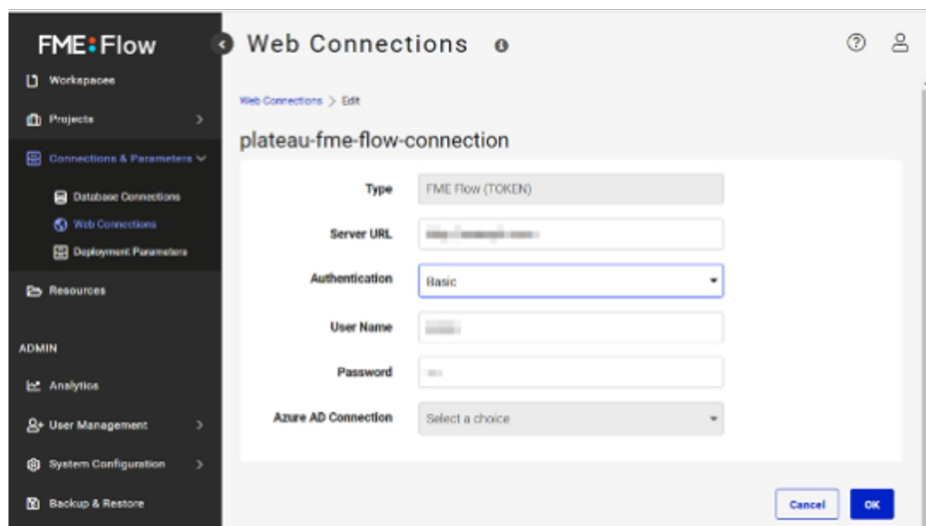 FME Flow
Web Connections
Workspaces
Projects
Connections & Parameters
Database Connections
Web Connections
Deployment Parameters
Resources
ADMIN
Analytics
User Management
System Configuration
Backup & Restore
Web Connections > Edit
plateau-fme-flow-connection
Type FME Flow (TOKEN)
Server URL
Authentication Basic
User Name
Password
Azure AD Connection Select a choice
Cancel OK